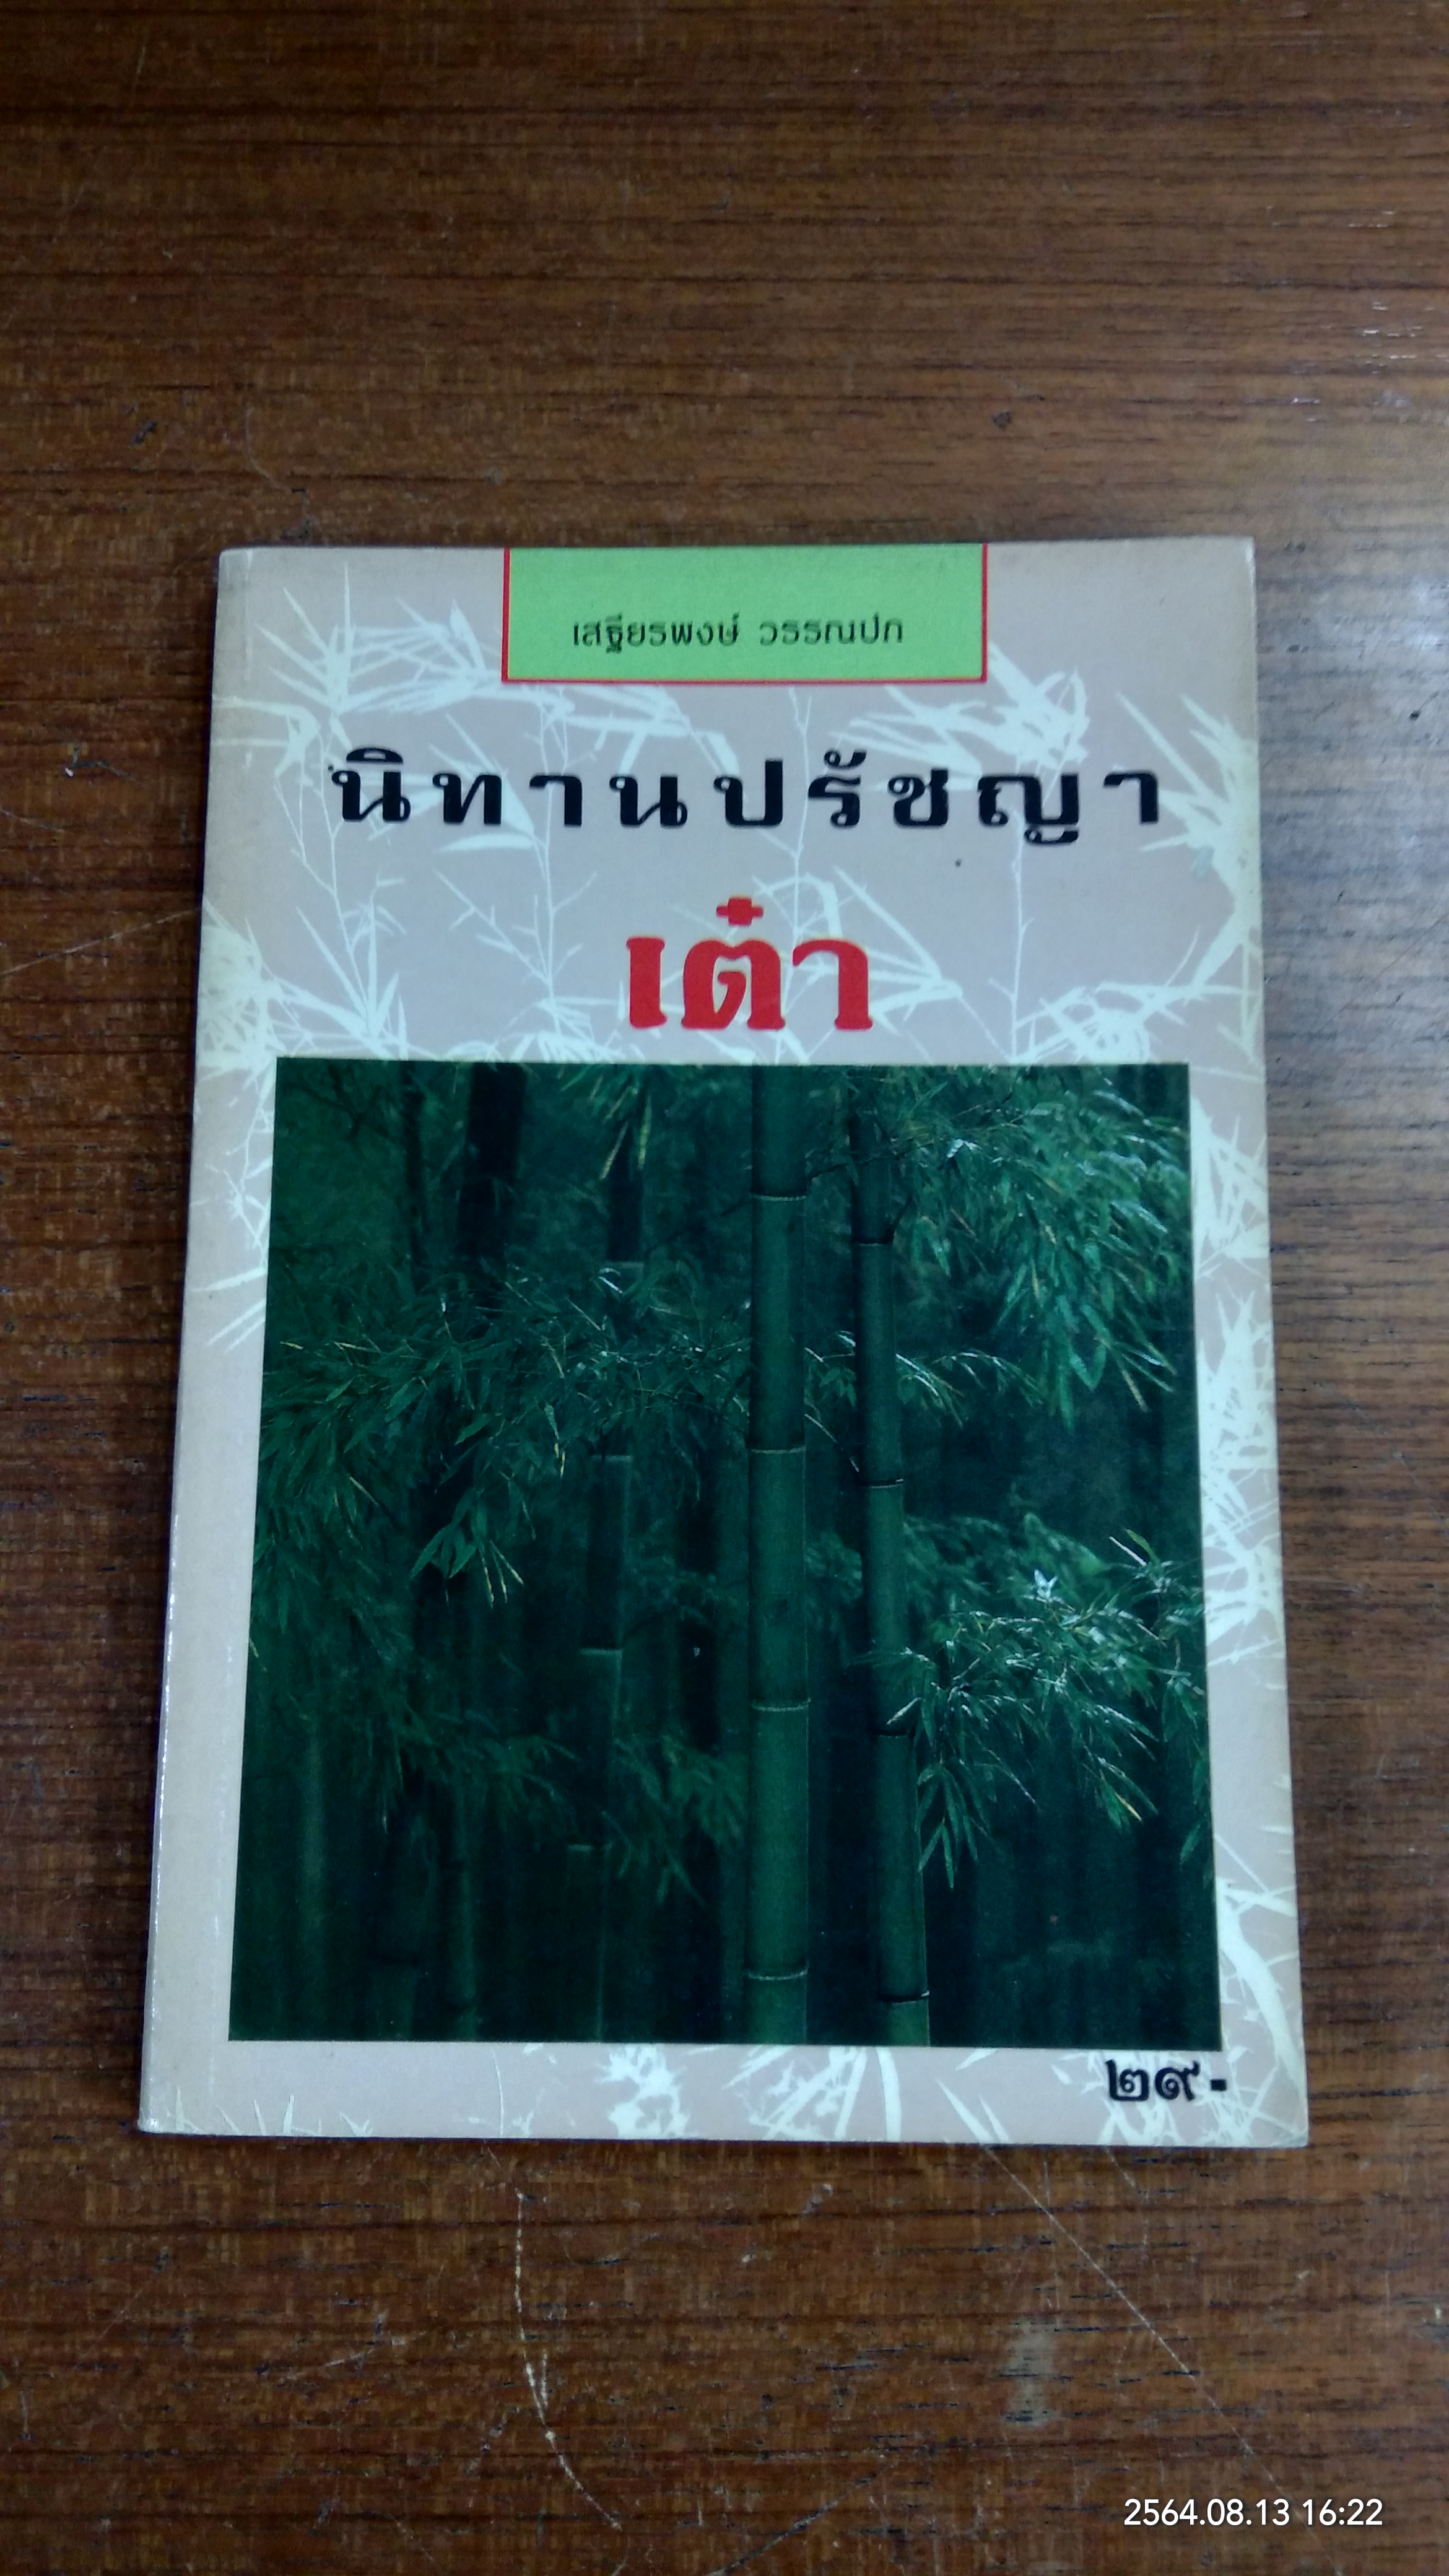 เสฐียรพงษ์ วรรณปก
นิทานปรัชญา
เต๋า
๒๙-
2564.08.13 16:22